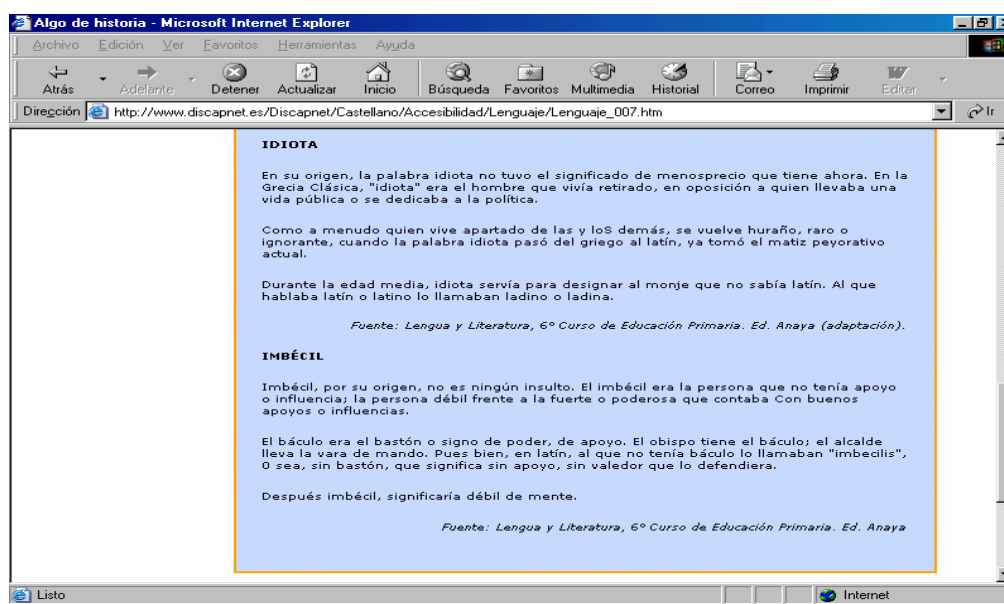 Algo de historia - Microsoft Internet Explorer
Archivo Edición Ver Favoritos Herramientas Ayuda
Atrás Adelante Detener Actualizar Inicio Búsqueda Favoritos Multimedia Historial Correo Imprimir Editar
Dirección http://www.discapnet.es/Discapnet/Castellano/Accesibilidad/Lenguaje/Lenguaje_007.htm Ir
IDIOTA
En su origen, la palabra idiota no tuvo el significado de menosprecio que tiene ahora. En la
Grecia Clásica, "idiota" era el hombre que vivía retirado, en oposición a quien llevaba una
vida pública o se dedicaba a la política.
Como a menudo quien vive apartado de las y loS demás, se vuelve huraño, raro o
ignorante, cuando la palabra idiota pasó del griego al latín, ya tomó el matiz peyorativo
actual.
Durante la edad media, idiota servía para designar al monje que no sabía latín. Al que
hablaba latín o latino lo llamaban ladino o ladina.
Fuente: Lengua y Literatura, 6º Curso de Educación Primaria. Ed. Anaya (adaptación).
IMBÉCIL
Imbécil, por su origen, no es ningún insulto. El imbécil era la persona que no tenía apoyo
o influencia; la persona débil frente a la fuerte o poderosa que contaba Con buenos
apoyos o influencias.
El báculo era el bastón o signo de poder, de apoyo. El obispo tiene el báculo; el alcalde
lleva la vara de mando. Pues bien, en latín, al que no tenía báculo lo llamaban "imbecilis",
O sea, sin bastón, que significa sin apoyo, sin valedor que lo defendiera.
Después imbécil, significaría débil de mente.
Fuente: Lengua y Literatura, 6º Curso de Educación Primaria. Ed. Anaya
Listo Internet